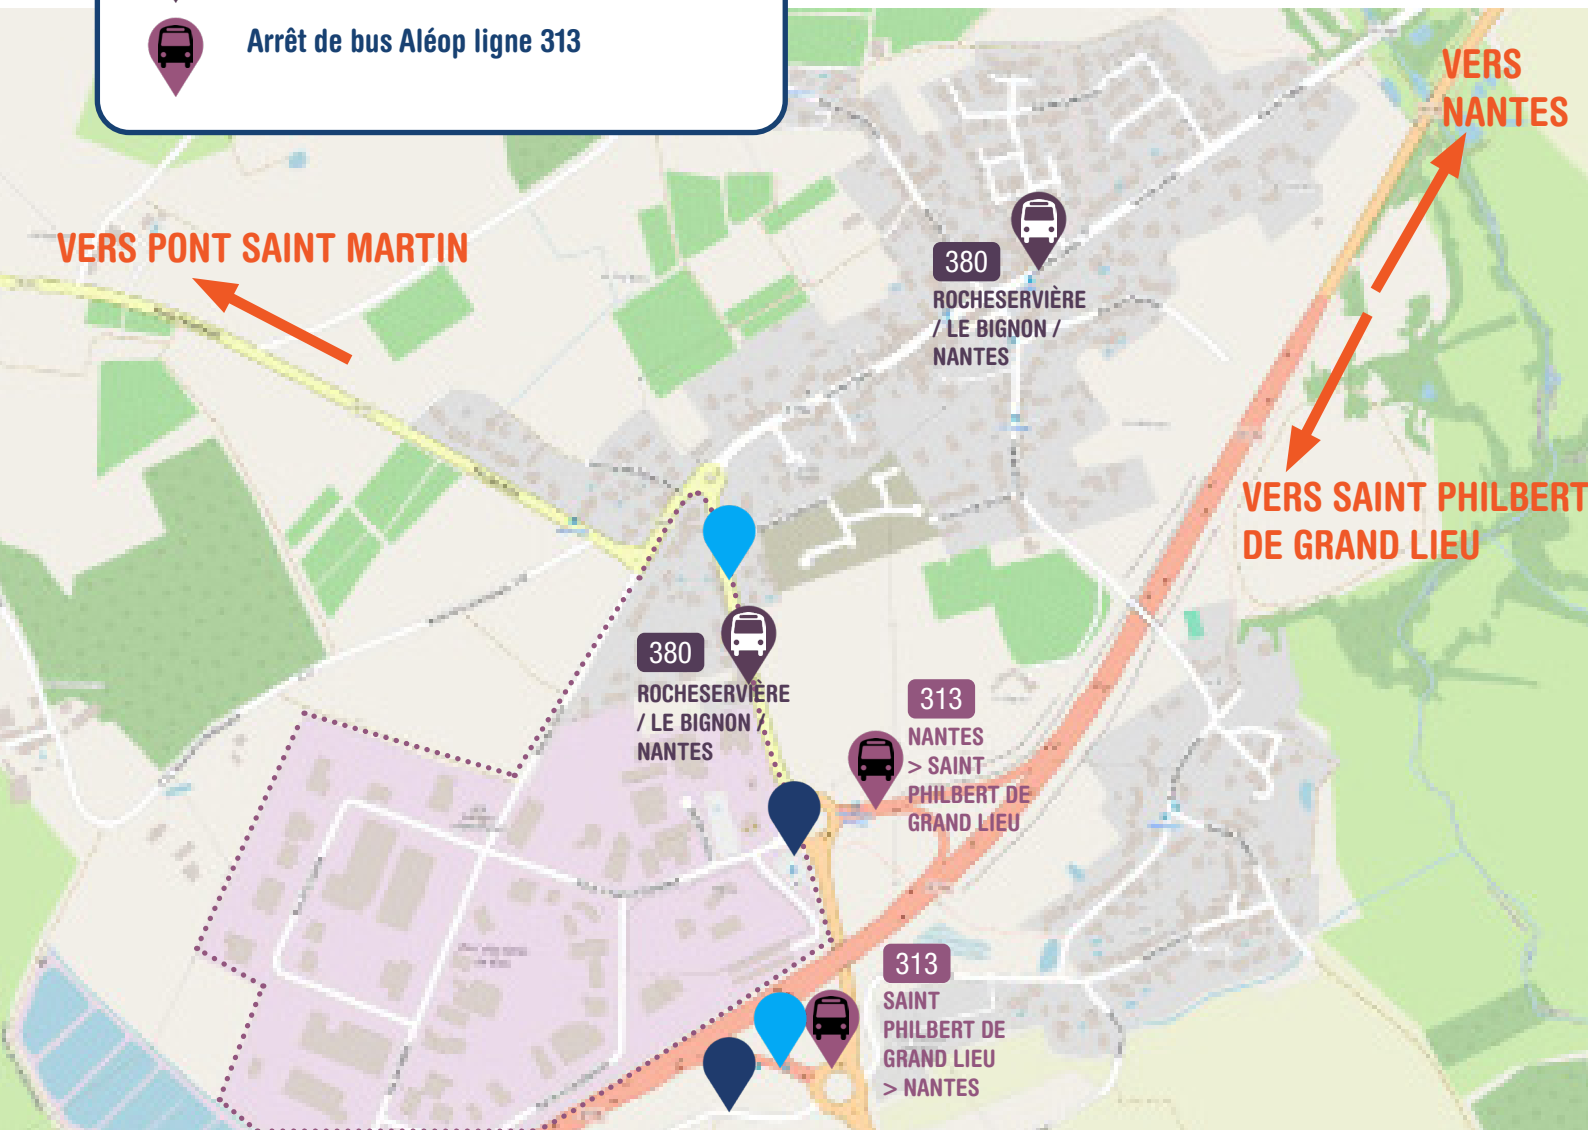 Arrêt de bus Aléop ligne 313
VERS
NANTES
VERS PONT SAINT MARTIN
380
ROCHESERVIÈRE
/ LE BIGNON /
NANTES
VERS SAINT PHILBERT
DE GRAND LIEU
380
ROCHESERVIÈRE
/ LE BIGNON /
NANTES
313
NANTES
> SAINT
PHILBERT DE
GRAND LIEU
313
SAINT
PHILBERT DE
GRAND LIEU
> NANTES